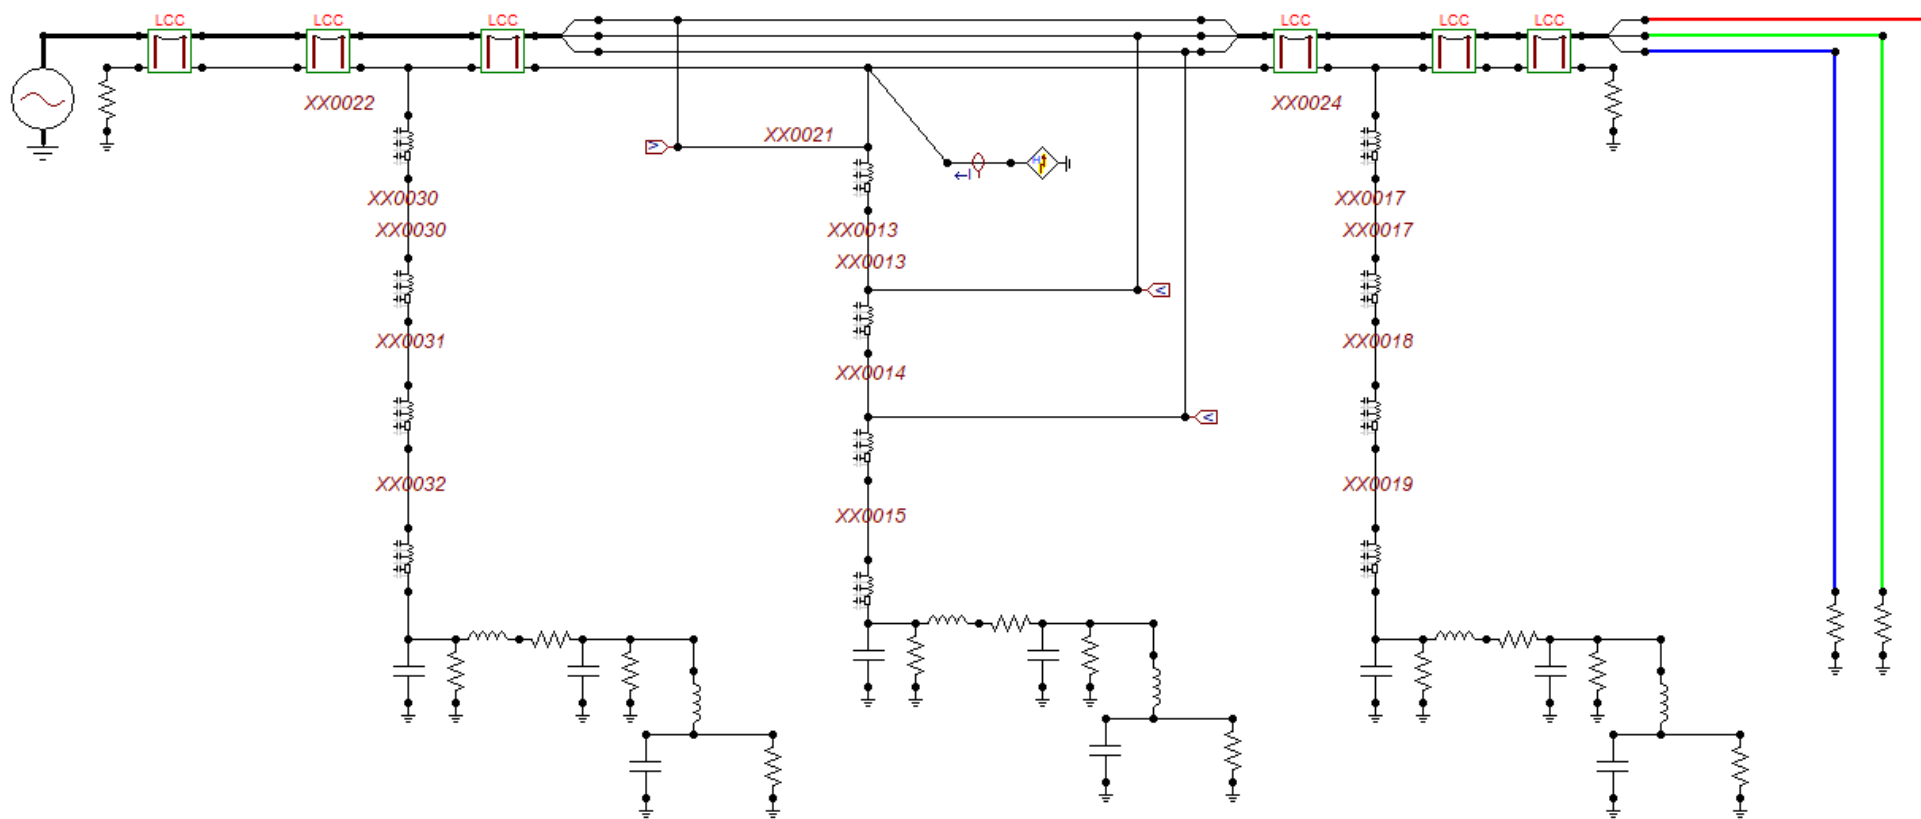 LCC LCC LCC LCC LCC LCC
XX0022 XX0024
XX0021
V
I
H
XX0030 XX0017
XX0030 XX0013 XX0017
XX0013
V
XX0031 XX0018
XX0014
V
XX0032 XX0019
XX0015